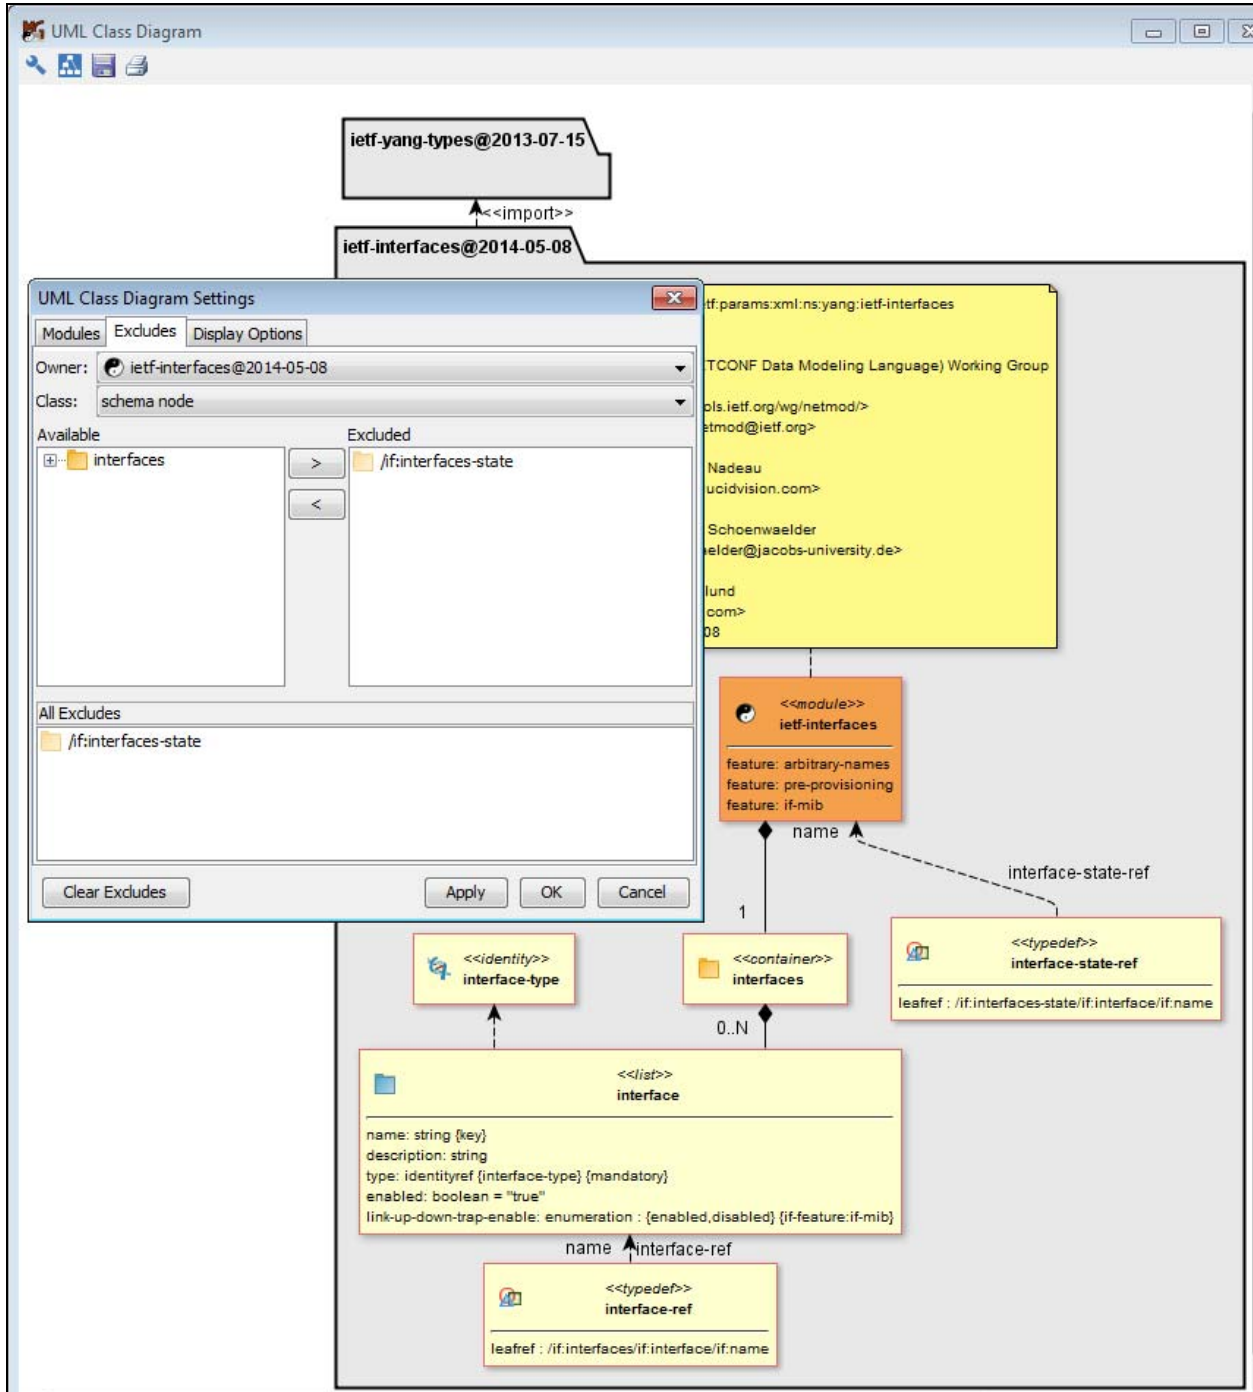 UML Class Diagram
ietf-yang-types@2013-07-15
<<import>>
ietf-interfaces@2014-05-08
UML Class Diagram Settings
Modules Excludes Display Options
Owner: ietf-interfaces@2014-05-08
Class: schema node
Available Excluded
interfaces > /if:interfaces-state
<
All Excludes
/if:interfaces-state
Clear Excludes Apply OK Cancel
etf:params:xml:ns:yang:ietf-interfaces
TCONF Data Modeling Language) Working Group
ols.ietf.org/wg/netmod/>
etmod@ietf.org>
Nadeau
ucidvision.com>
Schoenwaelder
aelder@jacobs-university.de>
lund
com>
08
<<module>>
ietf-interfaces
feature: arbitrary-names
feature: pre-provisioning
feature: if-mib
name
interface-state-ref
1
<<identity>>
interface-type
<<container>>
interfaces
<<typedef>>
interface-state-ref
leafref : /if:interfaces-state/if:interface/if:name
0..N
<<list>>
interface
name: string {key}
description: string
type: identityref {interface-type} {mandatory}
enabled: boolean = "true"
link-up-down-trap-enable: enumeration : {enabled,disabled} {if-feature:if-mib}
name interface-ref
<<typedef>>
interface-ref
leafref : /if:interfaces/if:interface/if:name